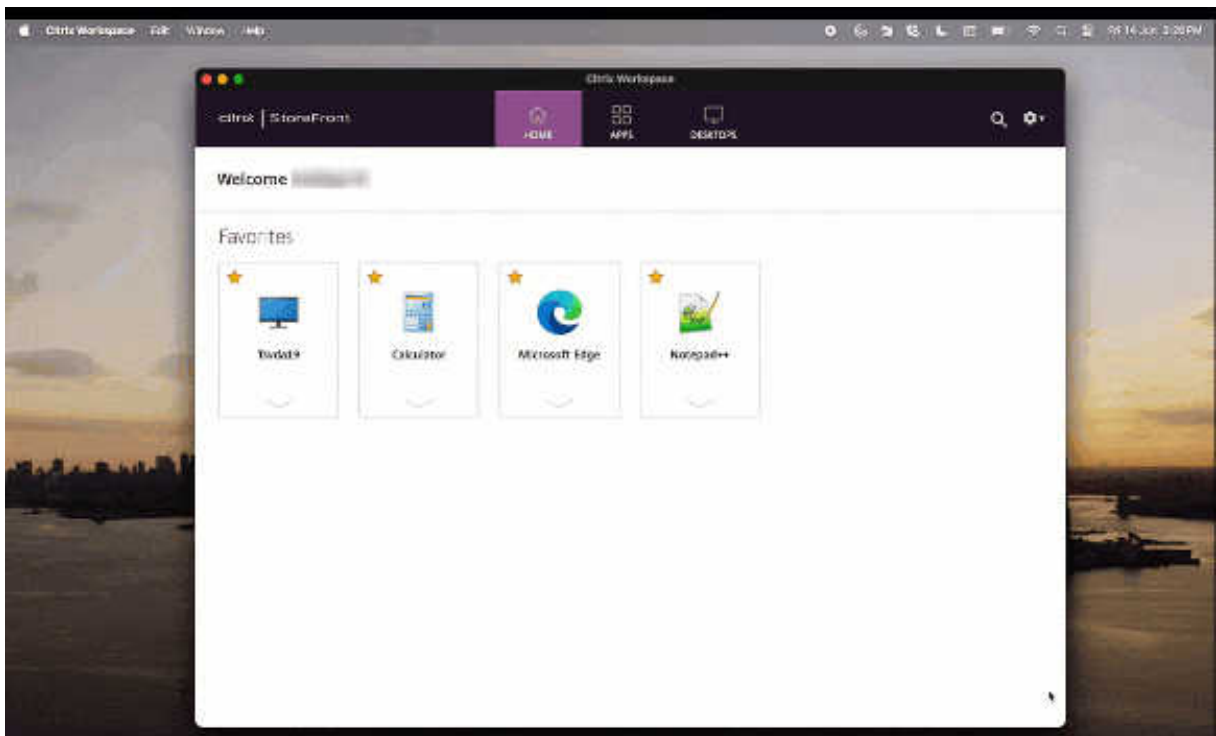 Citrix Workspace Edit Window Help
Citrix Workspace
citrix | StoreFront
HOME
APPS
DESKTOPS
Welcome
Favorites
Calculator
Microsoft Edge
Notepad++